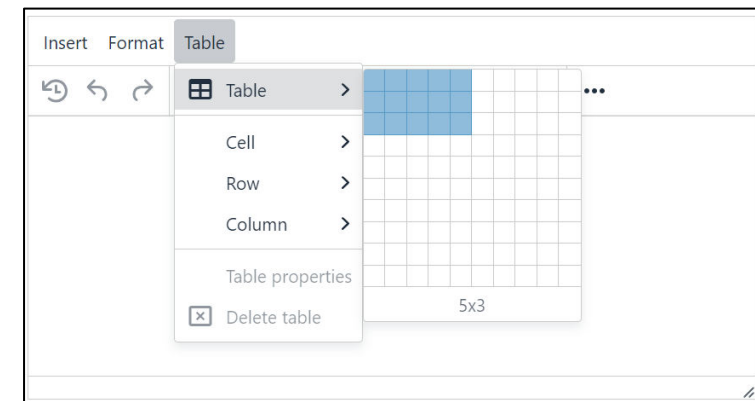 Insert Format Table
Table
Cell
Row
Column
Table properties
Delete table
5x3